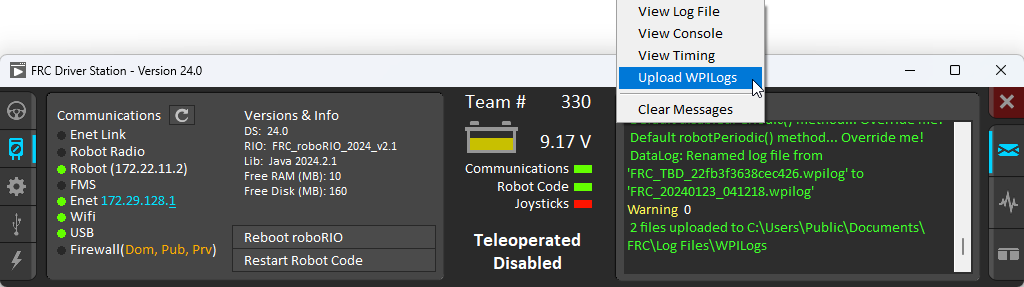 View Log File
View Console
View Timing
Upload WPILogs
Clear Messages
FRC Driver Station - Version 24.0
Communications
Enet Link
Robot Radio
Robot (172.22.11.2)
FMS
Enet 172.29.128.1
Wifi
USB
Firewall(Dom, Pub, Prv)
Versions & Info
DS: 24.0
RIO: FRC_roboRIO_2024_v2.1
Lib: Java 2024.2.1
Free RAM (MB): 10
Free Disk (MB): 160
Reboot roboRIO
Restart Robot Code
Team # 330
9.17 V
Communications
Robot Code
Joysticks
Teleoperated
Disabled
method... Override me!
Default robotPeriodic() method... Override me!
DataLog: Renamed log file from
'FRC_TBD_22fb3f3638cec426.wpilog' to
'FRC_20240123_041218.wpilog'
Warning 0
2 files uploaded to C:\Users\Public\Documents\
FRC\Log Files\WPILogs